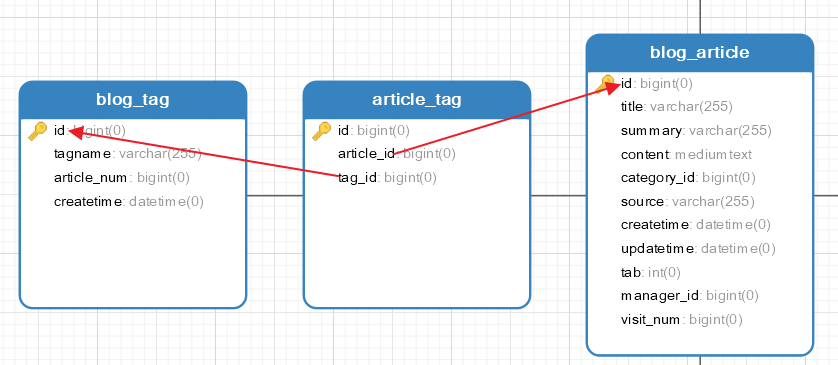 blog_tag
id: bigint(0)
tagname: varchar(255)
article_num: bigint(0)
createtime: datetime(0)
article_tag
id: bigint(0)
article_id: bigint(0)
tag_id: bigint(0)
blog_article
id: bigint(0)
title: varchar(255)
summary: varchar(255)
content: mediumtext
category_id: bigint(0)
source: varchar(255)
createtime: datetime(0)
updatetime: datetime(0)
tab: int(0)
manager_id: bigint(0)
visit_num: bigint(0)